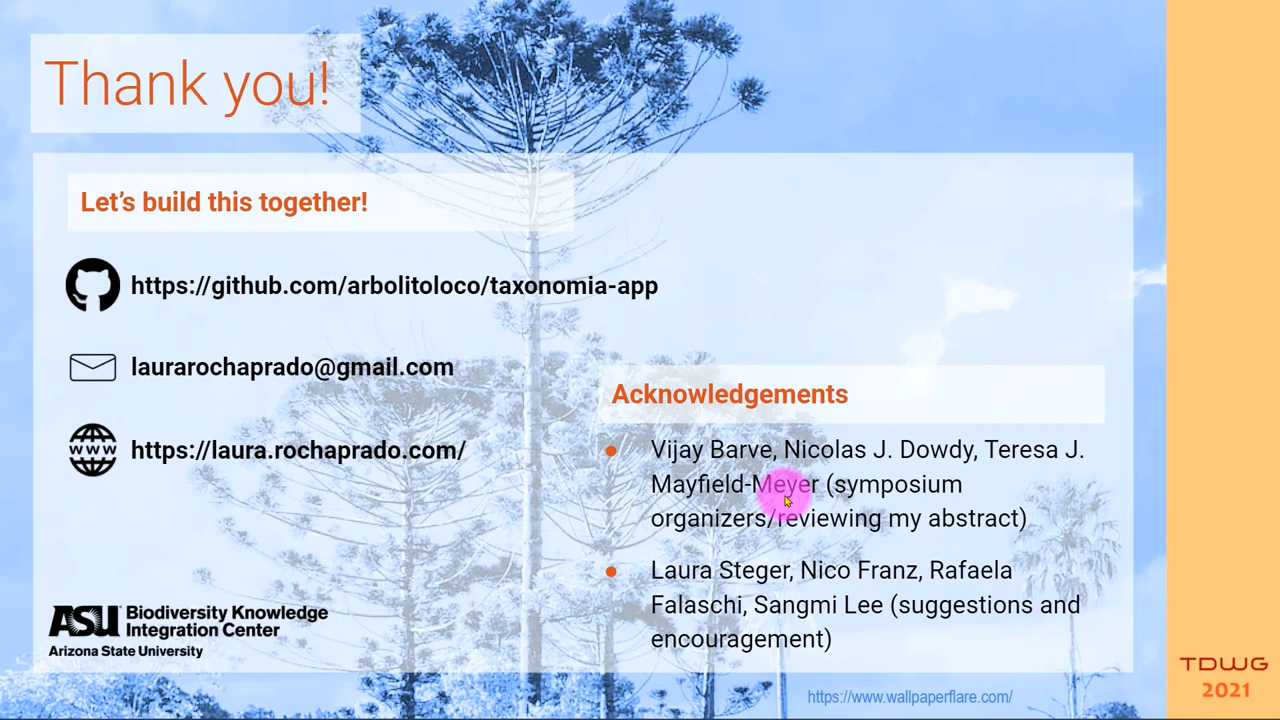 Thank you!
Let’s build this together!
https://github.com/arbolitoloco/taxonomia-app
laurarochaprado@gmail.com
WWW
https://laura.rochaprado.com/
Acknowledgements
● Vijay Barve, Nicolas J. Dowdy, Teresa J.
Mayfield-Meyer (symposium
organizers/reviewing my abstract)
● Laura Steger, Nico Franz, Rafaela
Falaschi, Sangmi Lee (suggestions and
encouragement)
ASU Biodiversity Knowledge
Integration Center
Arizona State University
https://www.wallpaperflare.com/
TDWG
2021